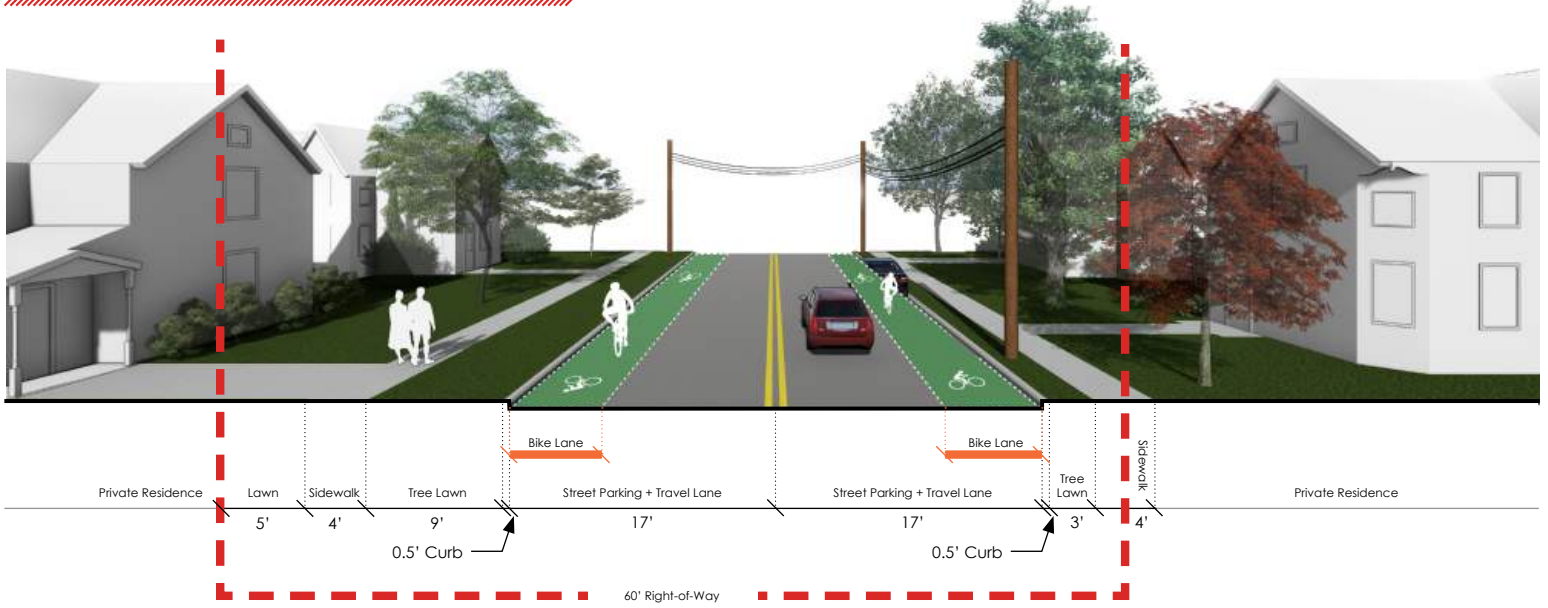 Bike Lane
Bike Lane
Private Residence
Lawn
Sidewalk
Tree Lawn
Street Parking + Travel Lane
Street Parking + Travel Lane
Tree
Lawn
Sidewalk
Private Residence
5’
4’
9’
17’
17’
3’
4’
0.5’ Curb
0.5’ Curb
60’ Right-of-Way